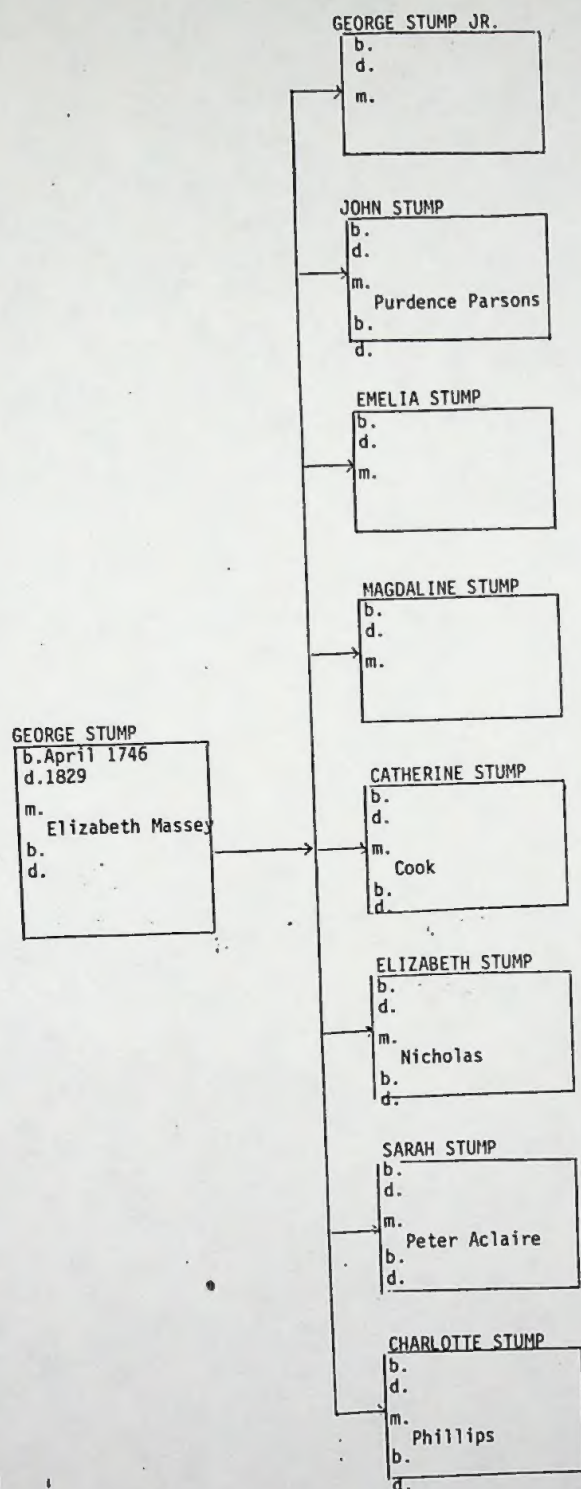 GEORGE STUMP JR.
b.
d.
m.
JOHN STUMP
b.
d.
m.
Purdence Parsons
b.
d.
EMELIA STUMP
b.
d.
m.
MAGDALINE STUMP
b.
d.
m.
GEORGE STUMP
b.April 1746
d.1829
m.
Elizabeth Massey
b.
d.
CATHERINE STUMP
b.
d.
m.
Cook
b.
d.
ELIZABETH STUMP
b.
d.
m.
Nicholas
b.
d.
SARAH STUMP
b.
d.
m.
Peter Aclaire
b.
d.
CHARLOTTE STUMP
b.
d.
m.
Phillips
b.
d.